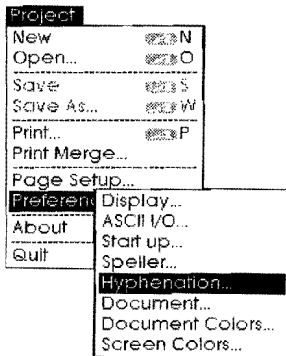 Project
New N
Open... O
Save S
Save As... W
Print... P
Print Merge...
Page Setup...
Preferenc
About
Quit
Display...
ASCII I/O...
Start up...
Speller...
Hyphenation...
Document...
Document Colors...
Screen Colors...